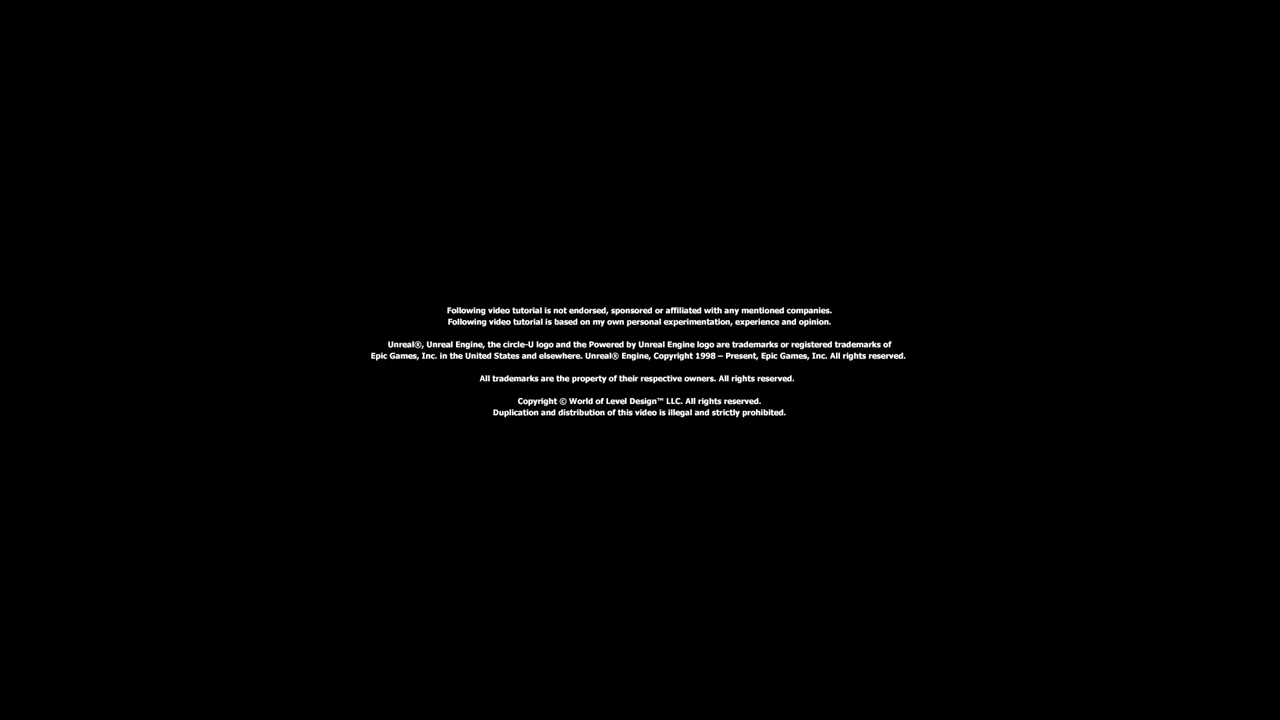 Following video tutorial is not endorsed, sponsored or affiliated with any mentioned companies.
Following video tutorial is based on my own personal experimentation, experience and opinion.
Unreal®, Unreal Engine, the circle-U logo and the Powered by Unreal Engine logo are trademarks or registered trademarks of
Epic Games, Inc. in the United States and elsewhere. Unreal® Engine, Copyright 1998 – Present, Epic Games, Inc. All rights reserved.
All trademarks are the property of their respective owners. All rights reserved.
Copyright © World of Level Design™ LLC. All rights reserved.
Duplication and distribution of this video is illegal and strictly prohibited.